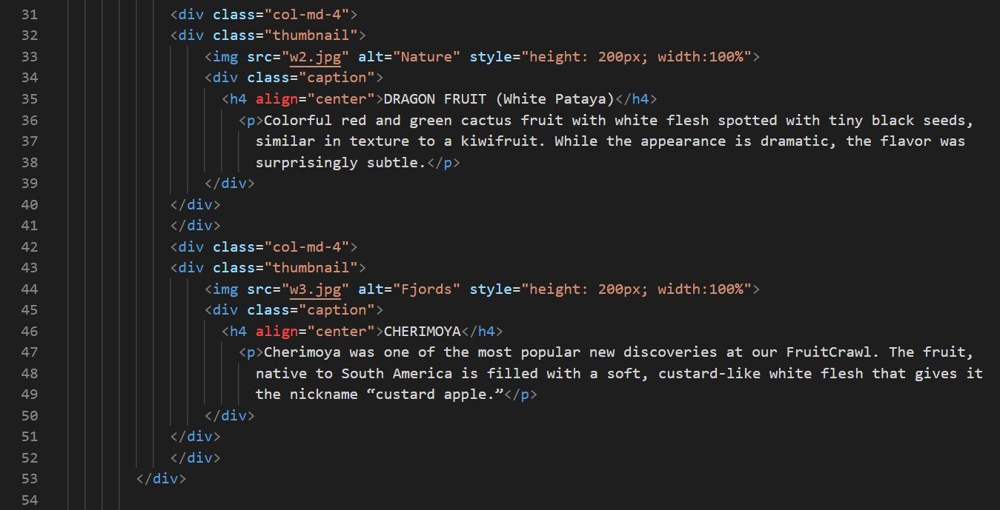 31 <div class="col-md-4">
32 <div class="thumbnail">
33 <img src="w2.jpg" alt="Nature" style="height: 200px; width:100%">
34 <div class="caption">
35 <h4 align="center">DRAGON FRUIT (White Pataya)</h4>
36 <p>Colorful red and green cactus fruit with white flesh spotted with tiny black seeds,
37 similar in texture to a kiwifruit. While the appearance is dramatic, the flavor was
38 surprisingly subtle.</p>
39 </div>
40 </div>
41 </div>
42 <div class="col-md-4">
43 <div class="thumbnail">
44 <img src="w3.jpg" alt="Fjords" style="height: 200px; width:100%">
45 <div class="caption">
46 <h4 align="center">CHERIMOYA</h4>
47 <p>Cherimoya was one of the most popular new discoveries at our FruitCrawl. The fruit,
48 native to South America is filled with a soft, custard-like white flesh that gives it
49 the nickname “custard apple.”</p>
50 </div>
51 </div>
52 </div>
53 </div>
54